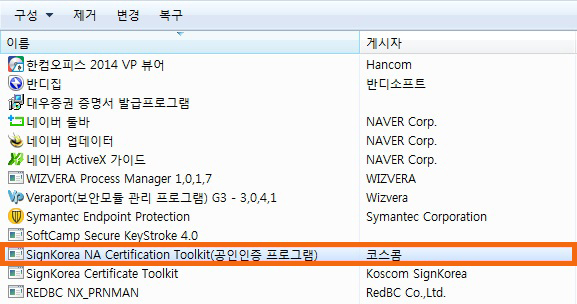 구성 제거 변경 복구
이름 게시자
한컴오피스 2014 VP 뷰어 Hancom
반디집 반디소프트
대우증권 증명서 발급프로그램
네이버 툴바 NAVER Corp.
네이버 업데이터 NAVER Corp.
네이버 ActiveX 가이드 NAVER Corp.
WIZVERA Process Manager 1,0,1,7 WIZVERA
Veraport(보안모듈 관리 프로그램) G3 - 3,0,4,1 Wizvera
Symantec Endpoint Protection Symantec Corporation
SoftCamp Secure KeyStroke 4.0
SignKorea NA Certification Toolkit(공인인증 프로그램) 코스콤
SignKorea Certificate Toolkit Koscom SignKorea
REDBC NX_PRNMAN RedBC Co.,Ltd.